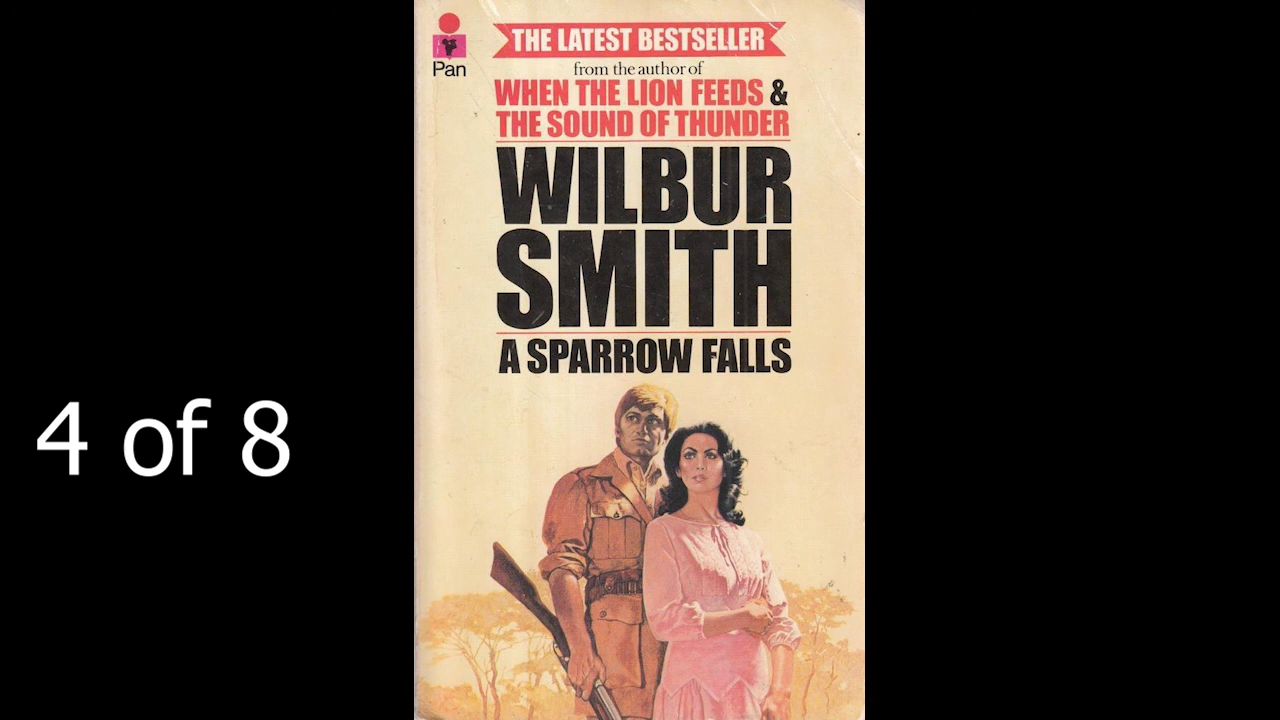 Pan
THE LATEST BESTSELLER
from the author of
WHEN THE LION FEEDS &
THE SOUND OF THUNDER
WILBUR
SMITH
A SPARROW FALLS
4 of 8